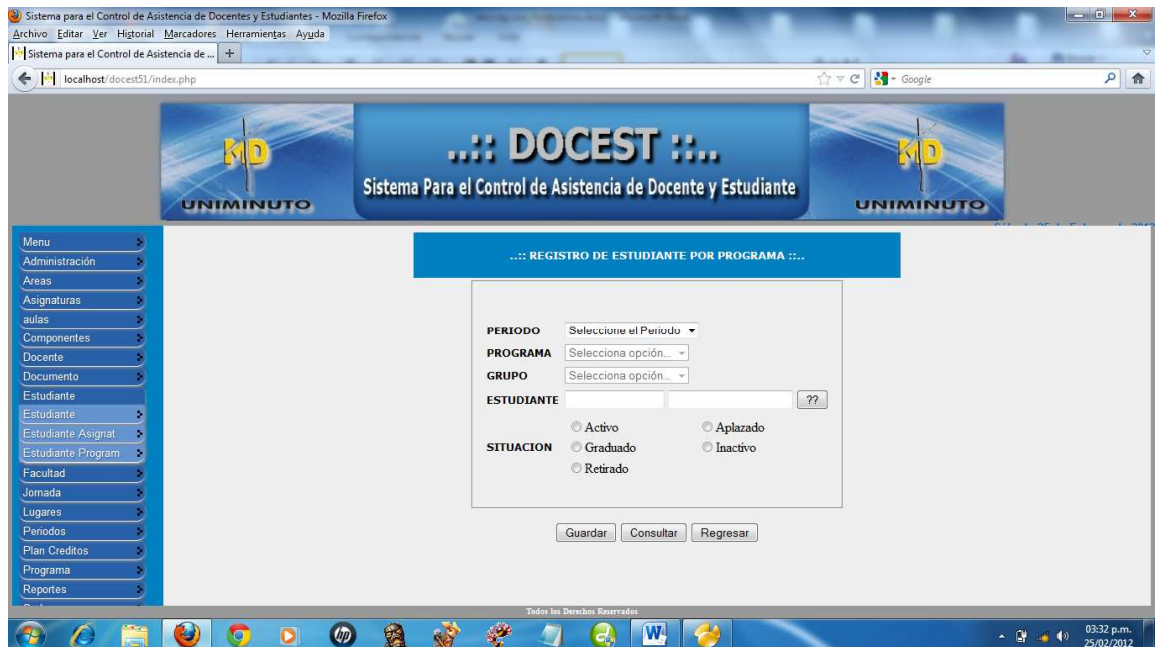 Sistema para el Control de Asistencia de Docentes y Estudiantes - Mozilla Firefox
Archivo Editar Ver Historial Marcadores Herramientas Ayuda
Sistema para el Control de Asistencia de ... +
localhost/docest51/index.php
Google
MD
UNIMINUTO
..:: DOCEST ::..
Sistema Para el Control de Asistencia de Docente y Estudiante
MD
UNIMINUTO
Menu
Administración
Areas
Asignaturas
aulas
Componentes
Docente
Documento
Estudiante
Estudiante
Estudiante Asignat
Estudiante Program
Facultad
Jornada
Lugares
Periodos
Plan Creditos
Programa
Reportes
..:: REGISTRO DE ESTUDIANTE POR PROGRAMA ::..
PERIODO Seleccione el Periodo
PROGRAMA Selecciona opción...
GRUPO Selecciona opción...
ESTUDIANTE ??
SITUACION
Activo Aplazado
Graduado Inactivo
Retirado
Guardar Consultar Regresar
Todos los Derechos Reservados
hp
W
03:32 p.m.
25/02/2012